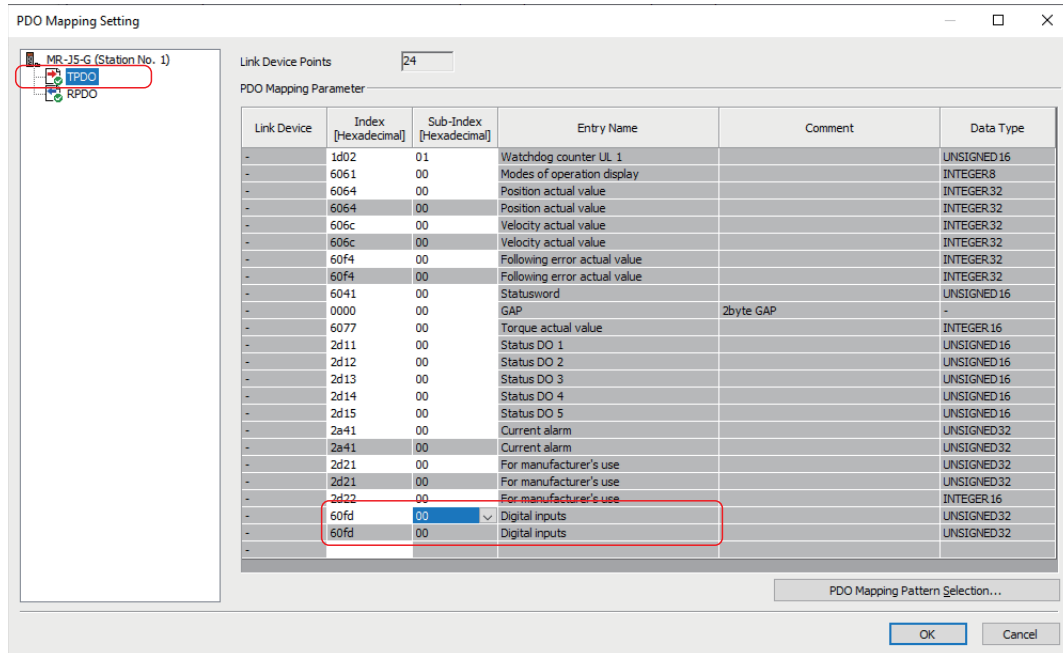 PDO Mapping Setting
MR-J5-G (Station No. 1)
TPDO
RPDO
Link Device Points 24
PDO Mapping Parameter
Link Device Index [Hexadecimal] Sub-Index [Hexadecimal] Entry Name Comment Data Type
- 1d02 01 Watchdog counter UL 1 UNSIGNED16
- 6061 00 Modes of operation display INTEGER8
- 6064 00 Position actual value INTEGER32
- 6064 00 Position actual value INTEGER32
- 606c 00 Velocity actual value INTEGER32
- 606c 00 Velocity actual value INTEGER32
- 60f4 00 Following error actual value INTEGER32
- 60f4 00 Following error actual value INTEGER32
- 6041 00 Statusword UNSIGNED16
- 0000 00 GAP 2byte GAP -
- 6077 00 Torque actual value INTEGER16
- 2d11 00 Status DO 1 UNSIGNED16
- 2d12 00 Status DO 2 UNSIGNED16
- 2d13 00 Status DO 3 UNSIGNED16
- 2d14 00 Status DO 4 UNSIGNED16
- 2d15 00 Status DO 5 UNSIGNED16
- 2a41 00 Current alarm UNSIGNED32
- 2a41 00 Current alarm UNSIGNED32
- 2d21 00 For manufacturer's use UNSIGNED32
- 2d21 00 For manufacturer's use UNSIGNED32
- 2d22 00 For manufacturer's use INTEGER16
- 60fd 00 Digital inputs UNSIGNED32
- 60fd 00 Digital inputs UNSIGNED32
-
PDO Mapping Pattern Selection...
OK Cancel